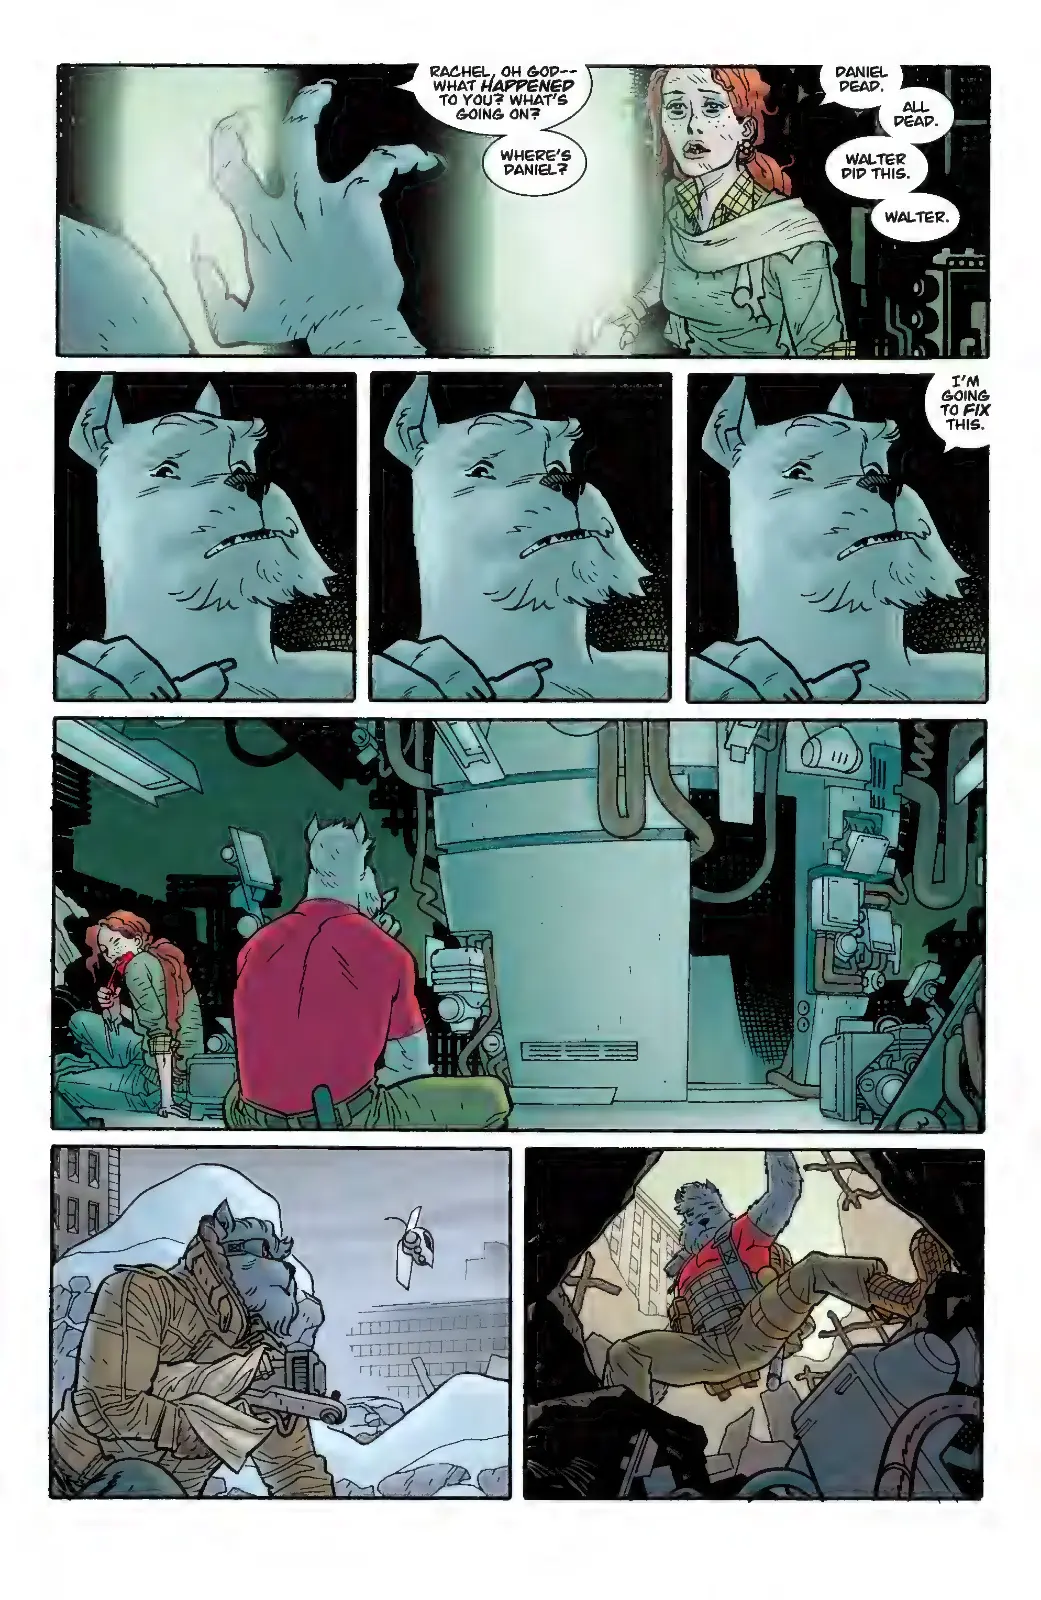 RACHEL, OH GOD--
WHAT HAPPENED
TO YOU? WHAT'S
GOING ON?
WHERE'S
DANIEL?
DANIEL
DEAD.
ALL
DEAD.
WALTER
DID THIS.
WALTER.
I'M
GOING
TO FIX
THIS.